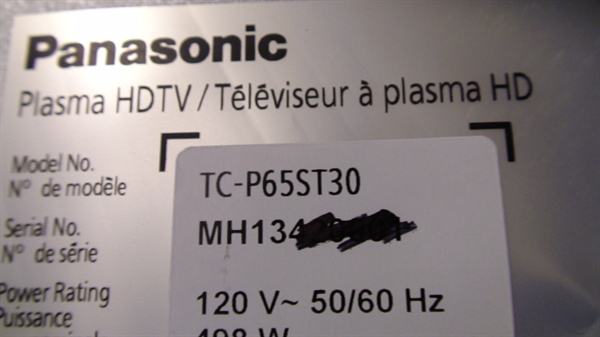 Panasonic
Plasma HDTV / Téléviseur à plasma HD
Model No.
N° de modèle
TC-P65ST30
Serial No.
N° de série
MH134
Power Rating
Puissance
120 V~ 50/60 Hz
498 W